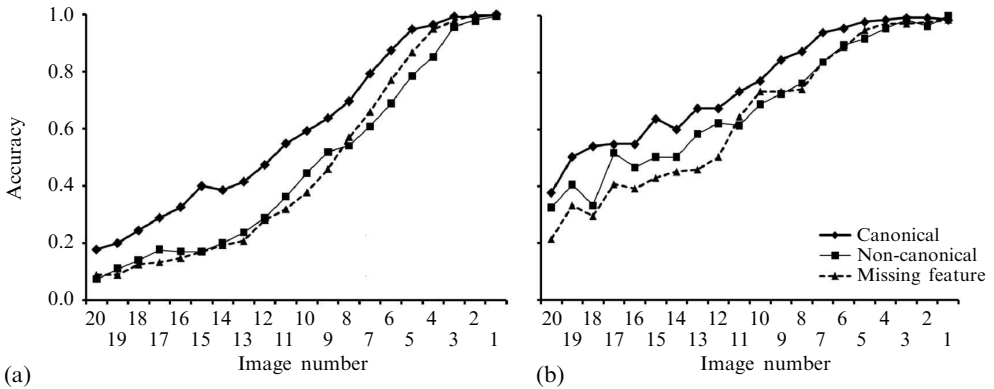 1.0
0.8
0.6
0.4
0.2
0.0
Accuracy
20 18 16 14 12 10 8 6 4 2
19 17 15 13 11 9 7 5 3 1
Image number
(a)
Canonical
Non-canonical
Missing feature
20 18 16 14 12 10 8 6 4 2
19 17 15 13 11 9 7 5 3 1
Image number
(b)